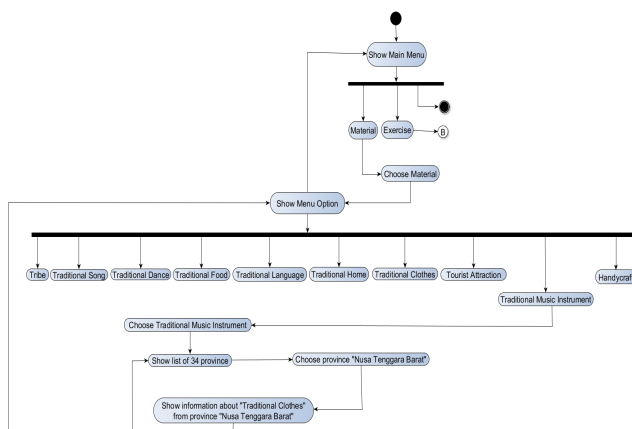 Show Main Menu
Material
Exercise
B
Choose Material
Show Menu Option
Tribe
Traditional Song
Traditional Dance
Traditional Food
Traditional Language
Traditional Home
Traditional Clothes
Tourist Attraction
Handycraft
Traditional Music Instrument
Choose Traditional Music Instrument
Show list of 34 province
Choose province "Nusa Tenggara Barat"
Show information about "Traditional Clothes"
from province "Nusa Tenggara Barat"